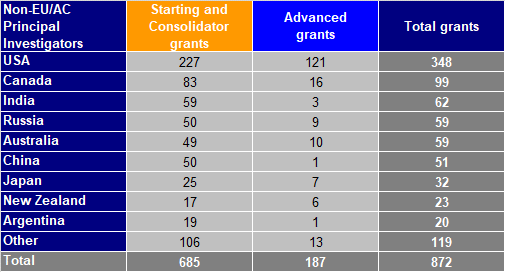 Non-EU/AC Principal Investigators Starting and Consolidator grants Advanced grants Total grants
USA 227 121 348
Canada 83 16 99
India 59 3 62
Russia 50 9 59
Australia 49 10 59
China 50 1 51
Japan 25 7 32
New Zealand 17 6 23
Argentina 19 1 20
Other 106 13 119
Total 685 187 872